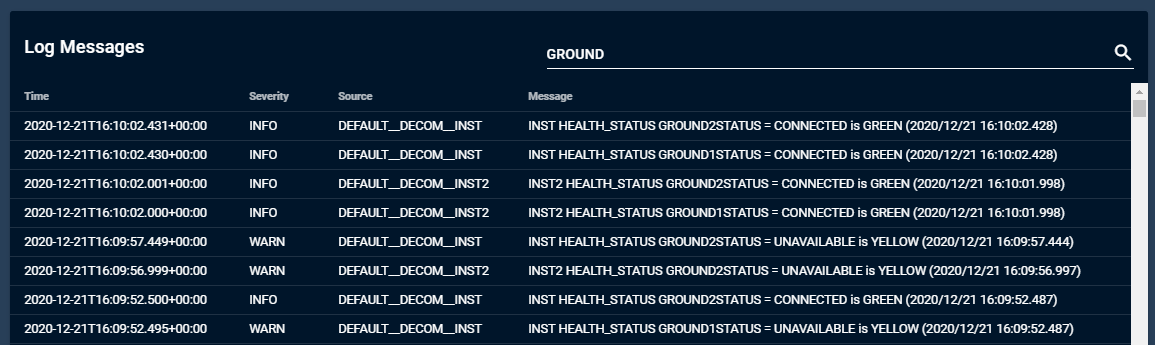 Log Messages
GROUND
Time Severity Source Message
2020-12-21T16:10:02.431+00:00 INFO DEFAULT__DECOM__INST INST HEALTH_STATUS GROUND2STATUS = CONNECTED is GREEN (2020/12/21 16:10:02.428)
2020-12-21T16:10:02.430+00:00 INFO DEFAULT__DECOM__INST INST HEALTH_STATUS GROUND1STATUS = CONNECTED is GREEN (2020/12/21 16:10:02.428)
2020-12-21T16:10:02.001+00:00 INFO DEFAULT__DECOM__INST2 INST2 HEALTH_STATUS GROUND2STATUS = CONNECTED is GREEN (2020/12/21 16:10:01.998)
2020-12-21T16:10:02.000+00:00 INFO DEFAULT__DECOM__INST2 INST2 HEALTH_STATUS GROUND1STATUS = CONNECTED is GREEN (2020/12/21 16:10:01.998)
2020-12-21T16:09:57.449+00:00 WARN DEFAULT__DECOM__INST INST HEALTH_STATUS GROUND2STATUS = UNAVAILABLE is YELLOW (2020/12/21 16:09:57.444)
2020-12-21T16:09:56.999+00:00 WARN DEFAULT__DECOM__INST2 INST2 HEALTH_STATUS GROUND2STATUS = UNAVAILABLE is YELLOW (2020/12/21 16:09:56.997)
2020-12-21T16:09:52.500+00:00 INFO DEFAULT__DECOM__INST INST HEALTH_STATUS GROUND2STATUS = CONNECTED is GREEN (2020/12/21 16:09:52.487)
2020-12-21T16:09:52.495+00:00 WARN DEFAULT__DECOM__INST INST HEALTH_STATUS GROUND1STATUS = UNAVAILABLE is YELLOW (2020/12/21 16:09:52.487)